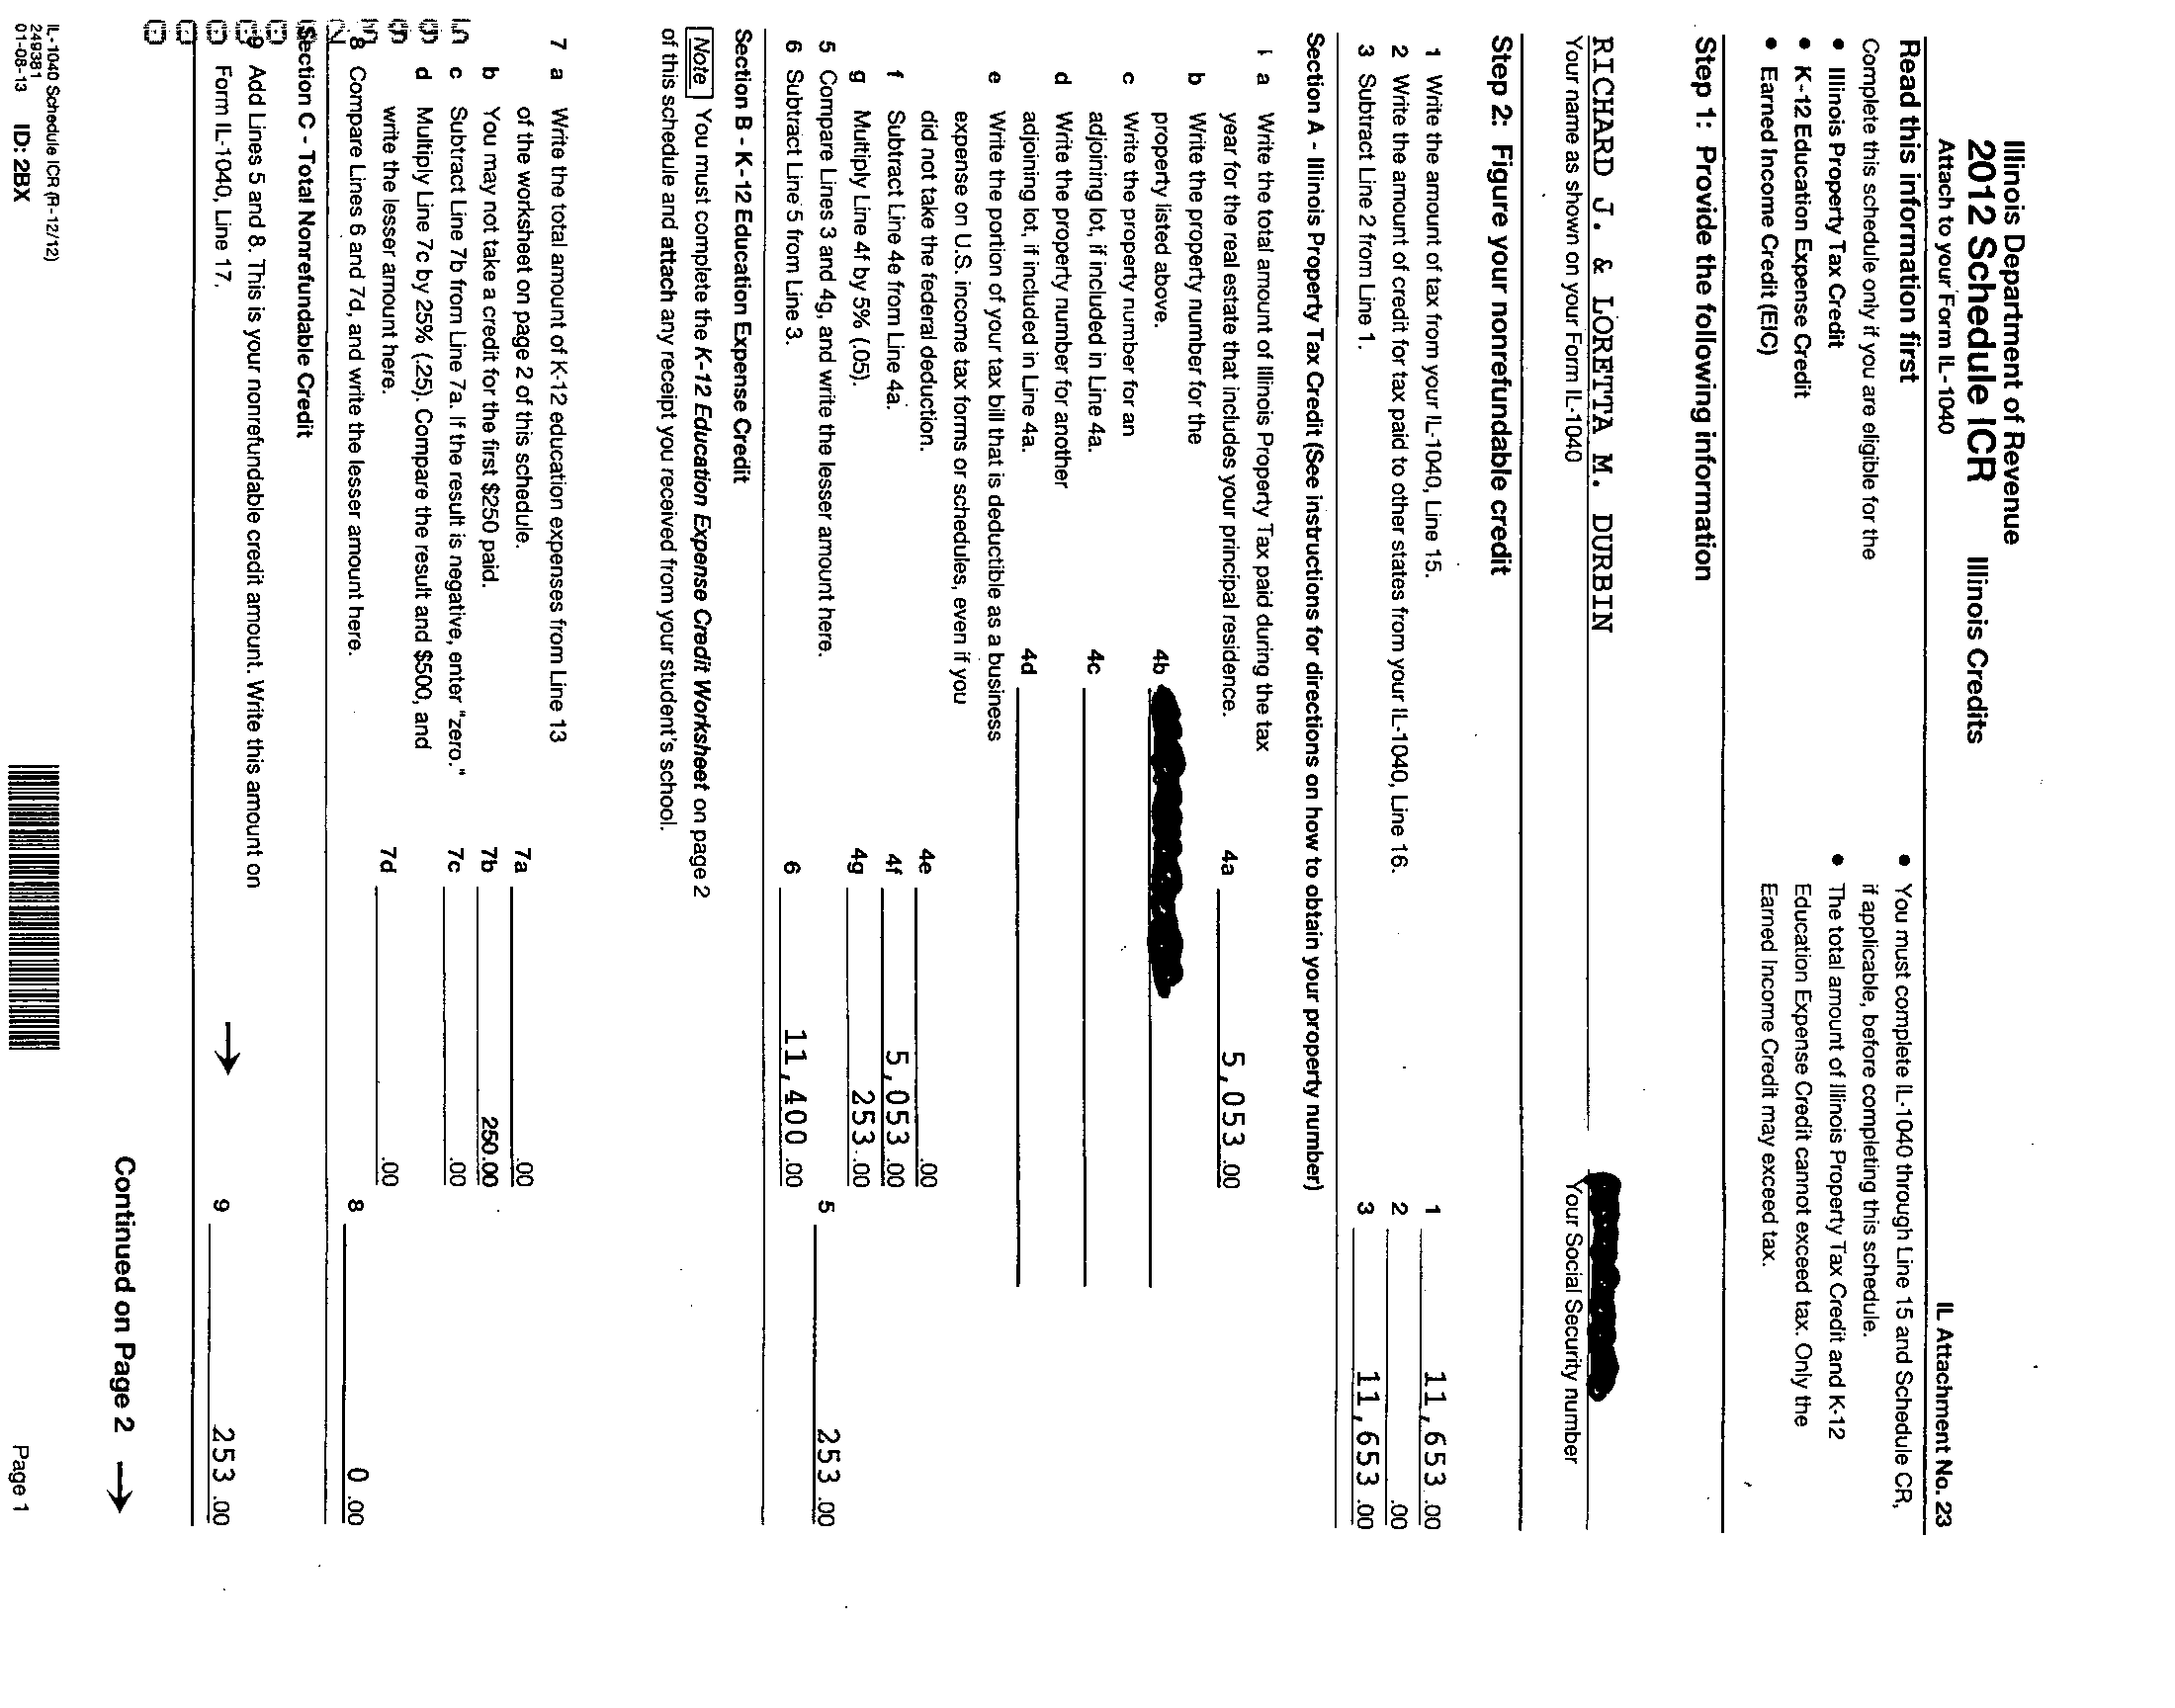 Illinois Department of Revenue
2012 Schedule ICR Illinois Credits
Attach to your Form IL-1040
IL Attachment No. 23
Read this information first
Complete this schedule only if you are eligible for the
• Illinois Property Tax Credit
• K-12 Education Expense Credit
• Earned Income Credit (EIC)
• You must complete IL-1040 through Line 15 and Schedule CR,
if applicable, before completing this schedule.
• The total amount of Illinois Property Tax Credit and K-12
Education Expense Credit cannot exceed tax. Only the
Earned Income Credit may exceed tax.
Step 1: Provide the following information
RICHARD J. & LORETTA M. DURBIN
Your name as shown on your Form IL-1040
Your Social Security number
Step 2: Figure your nonrefundable credit
1 Write the amount of tax from your IL-1040, Line 15. 1 11,653 .00
2 Write the amount of credit for tax paid to other states from your IL-1040, Line 16. 2 .00
3 Subtract Line 2 from Line 1. 3 11,653 .00
Section A - Illinois Property Tax Credit (See instructions for directions on how to obtain your property number)
a Write the total amount of Illinois Property Tax paid during the tax
year for the real estate that includes your principal residence. 4a 5,053 .00
b Write the property number for the
property listed above. 4b
c Write the property number for an
adjoining lot, if included in Line 4a. 4c
d Write the property number for another
adjoining lot, if included in Line 4a. 4d
e Write the portion of your tax bill that is deductible as a business
expense on U.S. income tax forms or schedules, even if you
did not take the federal deduction. 4e .00
f Subtract Line 4e from Line 4a. 4f 5,053 .00
g Multiply Line 4f by 5% (.05). 4g 253 .00
5 Compare Lines 3 and 4g, and write the lesser amount here. 5 253 .00
6 Subtract Line 5 from Line 3. 6 11,400 .00
Section B - K-12 Education Expense Credit
Note You must complete the K-12 Education Expense Credit Worksheet on page 2
of this schedule and attach any receipt you received from your student's school.
7 a Write the total amount of K-12 education expenses from Line 13
of the worksheet on page 2 of this schedule. 7a .00
b You may not take a credit for the first $250 paid. 7b 250.00
c Subtract Line 7b from Line 7a. If the result is negative, enter "zero." 7c .00
d Multiply Line 7c by 25% (.25). Compare the result and $500, and
write the lesser amount here. 7d .00
8 Compare Lines 6 and 7d, and write the lesser amount here. 8 0 .00
Section C - Total Nonrefundable Credit
9 Add Lines 5 and 8. This is your nonrefundable credit amount. Write this amount on
Form IL-1040, Line 17. → 9 253 .00
Continued on Page 2 →
IL-1040 Schedule ICR (R-12/12)
249381
01-08-13 ID: 2BX
Page 1